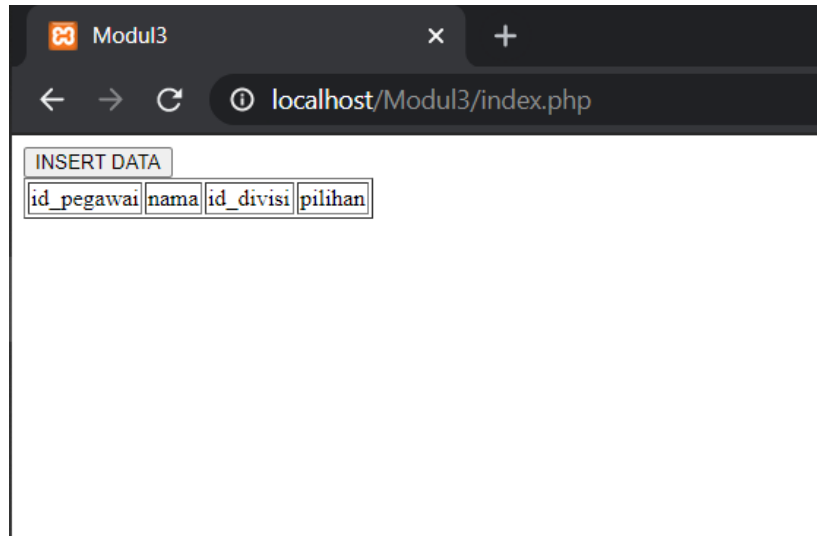 Modul3
localhost/Modul3/index.php
INSERT DATA
id_pegawai nama id_divisi pilihan